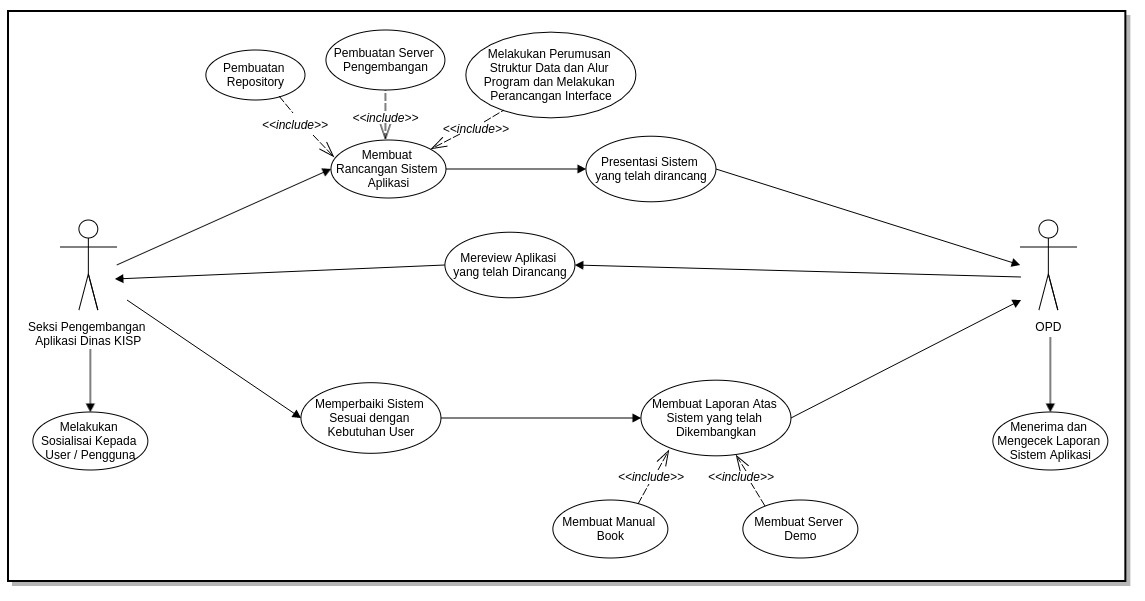 Pembuatan
Repository
Pembuatan Server
Pengembangan
Melakukan Perumusan
Struktur Data dan Alur
Program dan Melakukan
Perancangan Interface
<<include>>
<<include>>
<<include>>
Membuat
Rancangan Sistem
Aplikasi
Presentasi Sistem
yang telah dirancang
Mereview Aplikasi
yang telah Dirancang
Seksi Pengembangan
Aplikasi Dinas KISP
OPD
Memperbaiki Sistem
Sesuai dengan
Kebutuhan User
Membuat Laporan Atas
Sistem yang telah
Dikembangkan
Melakukan
Sosialisai Kepada
User / Pengguna
Menerima dan
Mengecek Laporan
Sistem Aplikasi
<<include>>
<<include>>
Membuat Manual
Book
Membuat Server
Demo